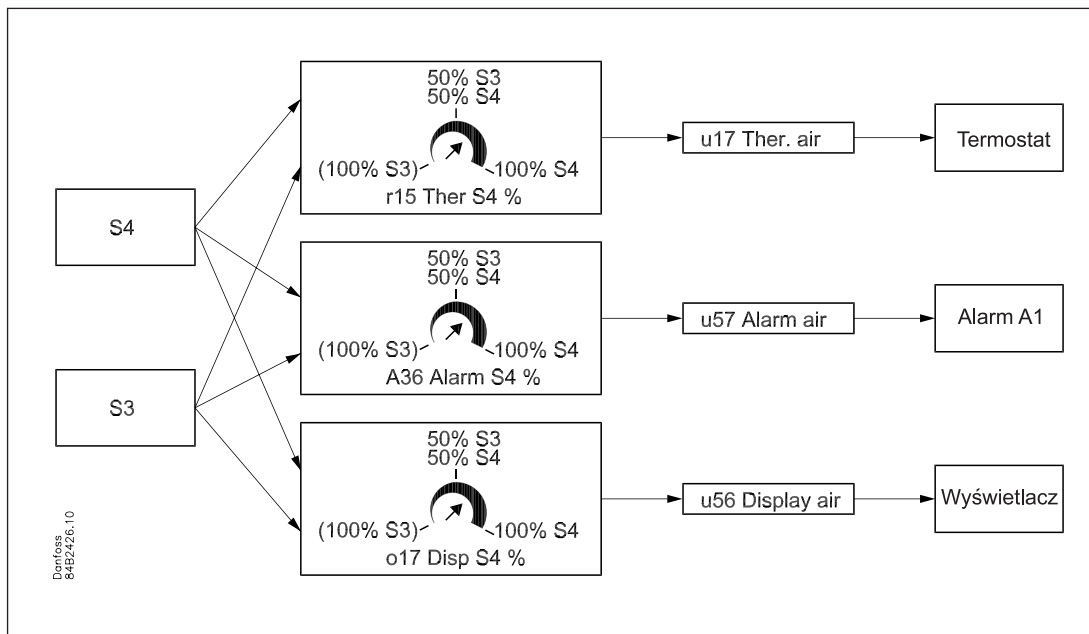 S4
S3
50% S3
50% S4
(100% S3)
100% S4
r15 Ther S4 %
u17 Ther. air
Termostat
50% S3
50% S4
(100% S3)
100% S4
A36 Alarm S4 %
u57 Alarm air
Alarm A1
50% S3
50% S4
(100% S3)
100% S4
o17 Disp S4 %
u56 Display air
Wyświetlacz
Danfoss
84B2426.10